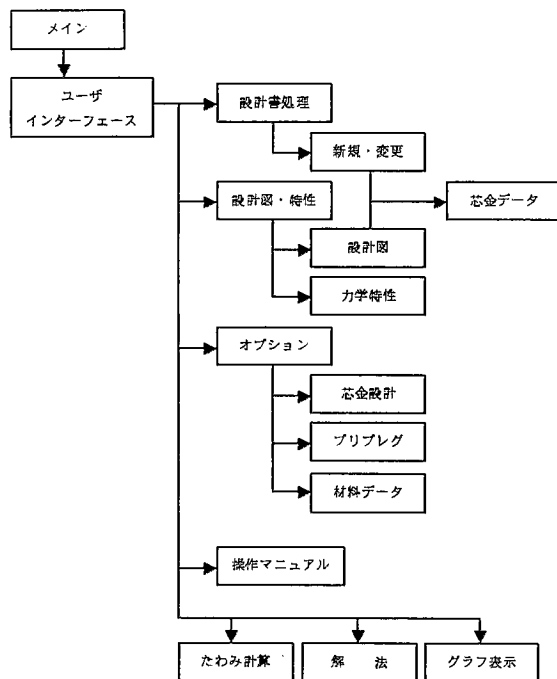 メイン
ユーザ
インターフェース
設計書処理
新規・変更
設計図・特性
芯金データ
設計図
力学特性
オプション
芯金設計
プリプレグ
材料データ
操作マニュアル
たわみ計算
解　法
グラフ表示